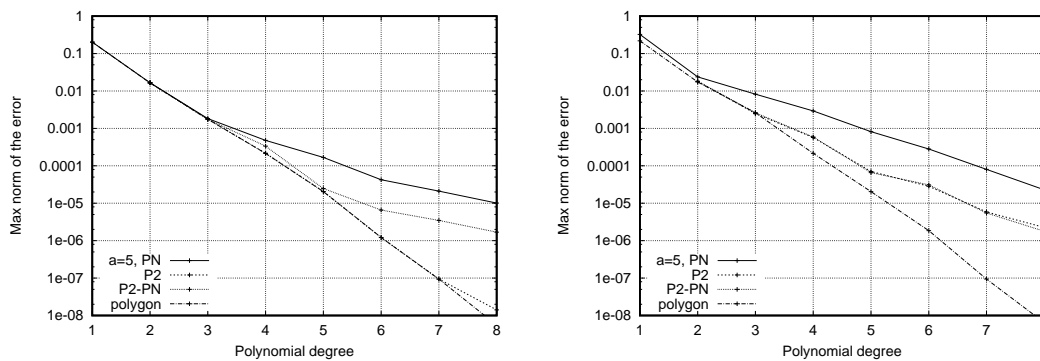 1
0.1
0.01
0.001
0.0001
1e-05
1e-06
1e-07
1e-08
1 2 3 4 5 6 7 8
Max norm of the error
Polynomial degree
a=5, PN
P2
P2-PN
polygon
1
0.1
0.01
0.001
0.0001
1e-05
1e-06
1e-07
1e-08
1 2 3 4 5 6 7
Max norm of the error
Polynomial degree
a=5, PN
P2
P2-PN
polygon